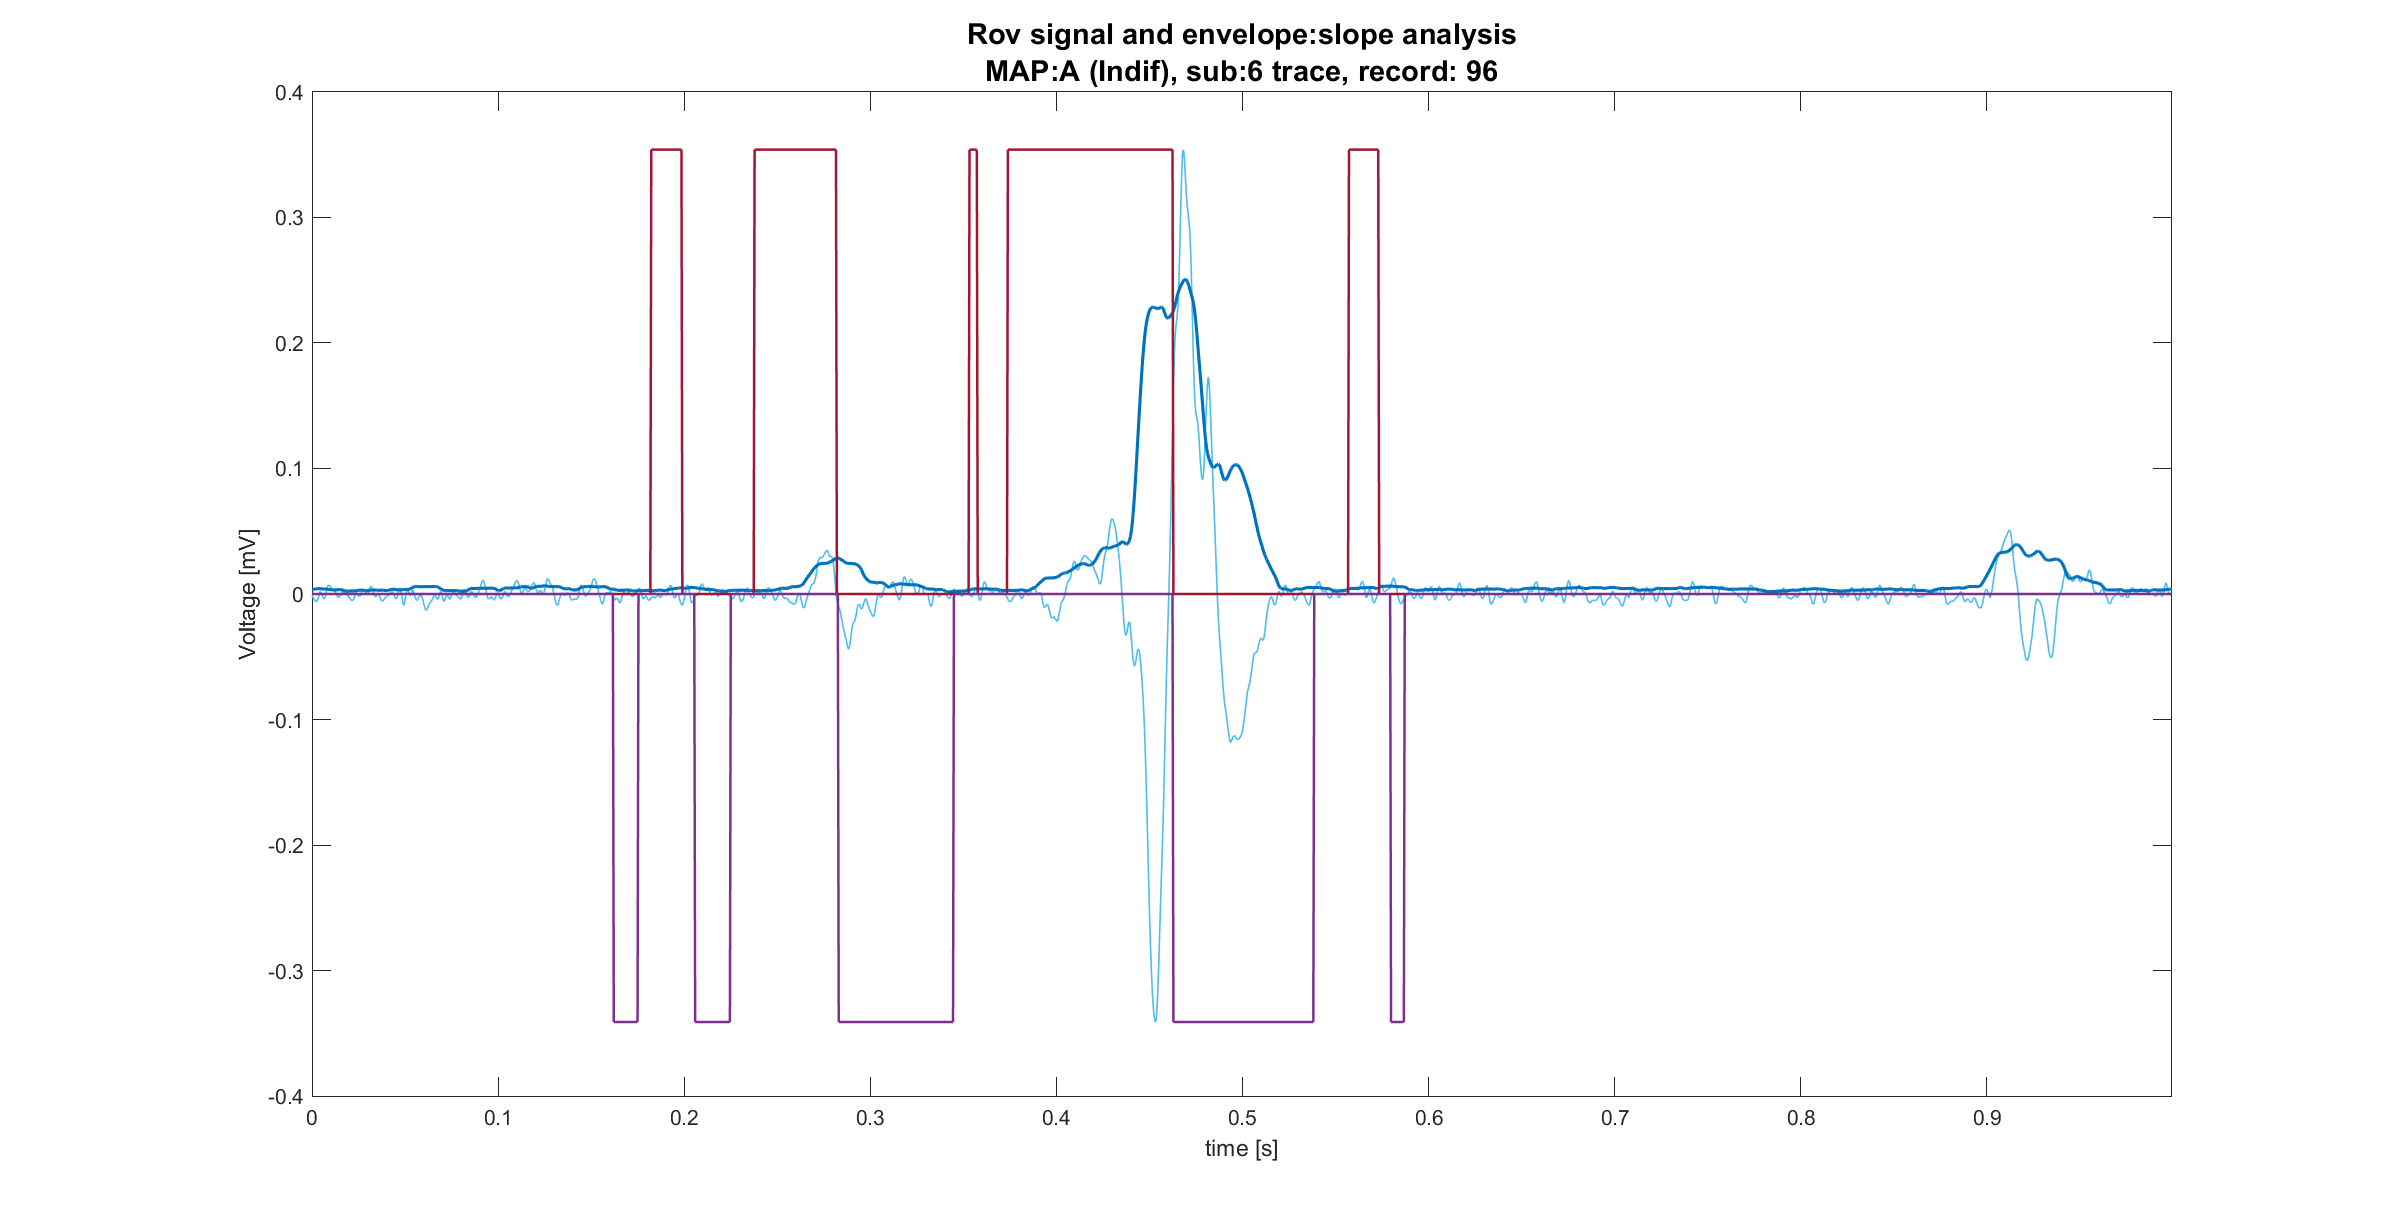 Rov signal and envelope:slope analysis
MAP:A (Indif), sub:6 trace, record: 96
0.4
0.3
0.2
0.1
0
-0.1
-0.2
-0.3
-0.4
Voltage [mV]
0 0.1 0.2 0.3 0.4 0.5 0.6 0.7 0.8 0.9
time [s]